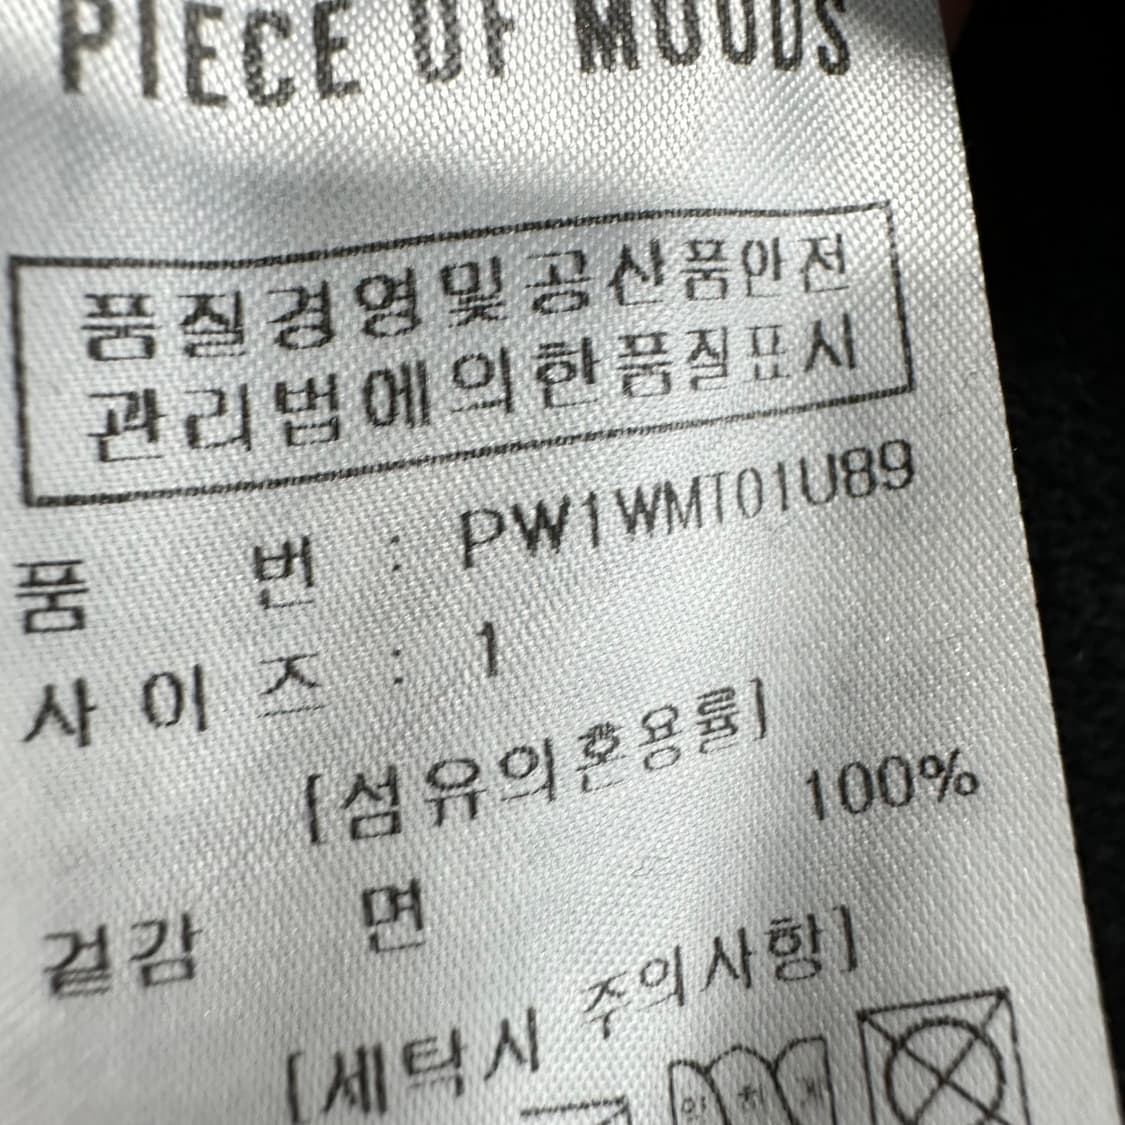 PIECE OF MOODS
품질경영및공산품안전
관리법에의한품질표시
품 번 : PW1WMT01U89
사 이 즈 : 1
[섬유의혼용률]
겉감 면 100%
[세탁시 주의사항]